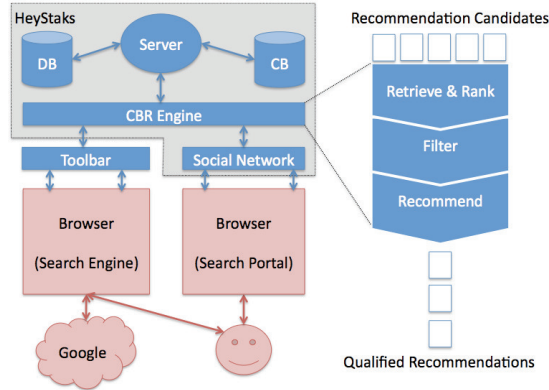 HeyStaks
Server
DB
CB
CBR Engine
Toolbar
Social Network
Browser
(Search Engine)
Browser
(Search Portal)
Google
Recommendation Candidates
Retrieve & Rank
Filter
Recommend
Qualified Recommendations